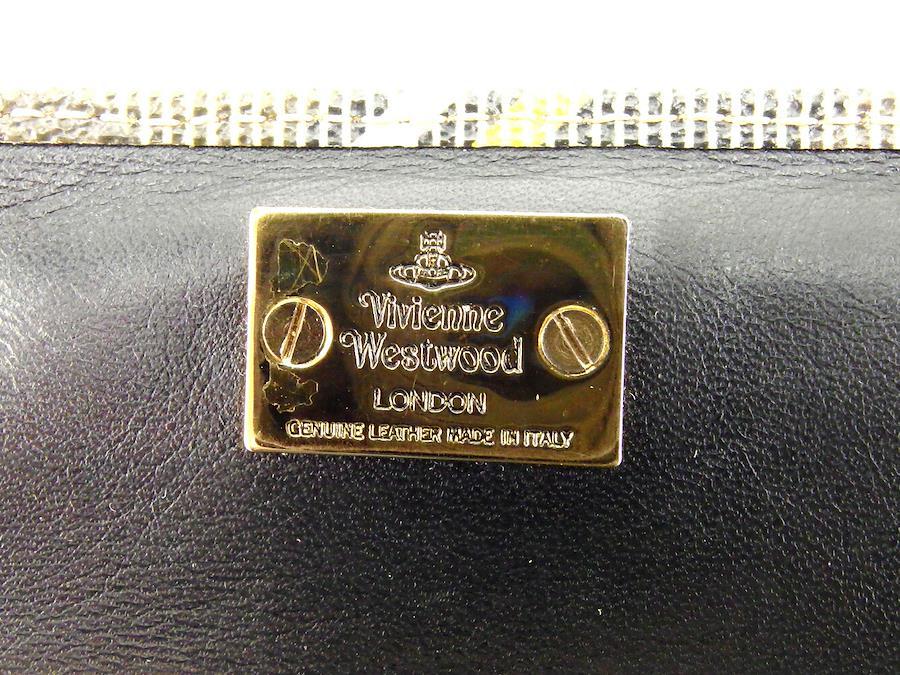 Vivienne
Westwood
LONDON
GENUINE LEATHER MADE IN ITALY